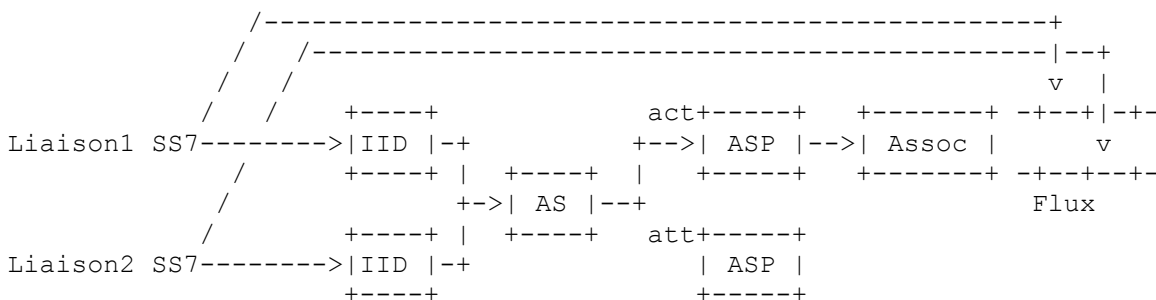 act
Liaison1 SS7 IID ASP Assoc
AS
Flux
att
Liaison2 SS7 IID ASP